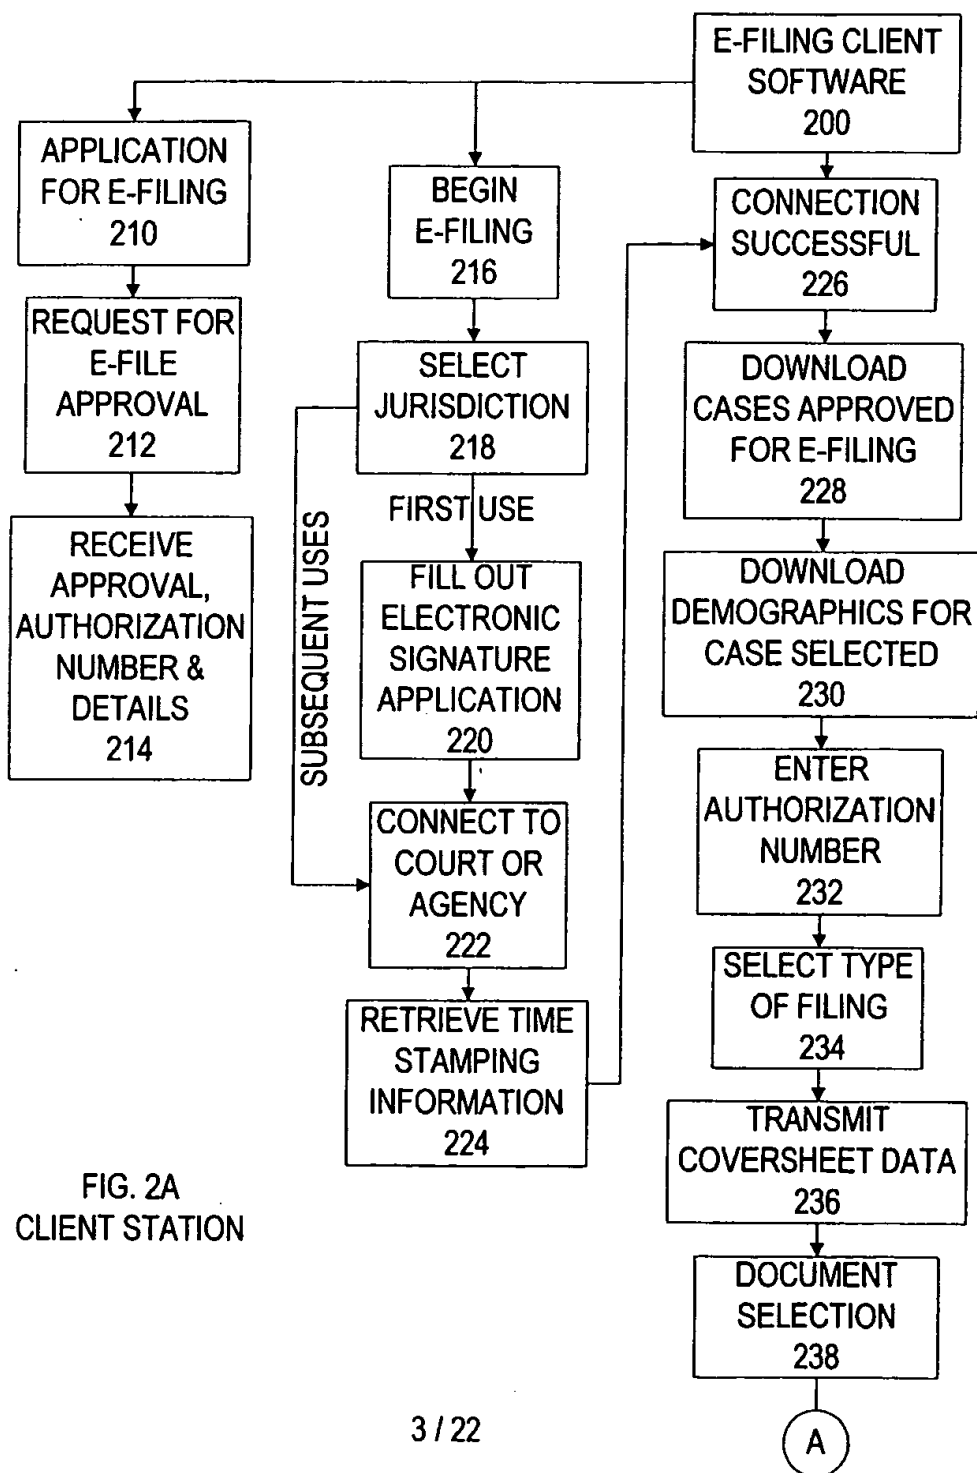 E-FILING CLIENT
SOFTWARE
200
APPLICATION
FOR E-FILING
210
REQUEST FOR
E-FILE
APPROVAL
212
RECEIVE
APPROVAL,
AUTHORIZATION
NUMBER &
DETAILS
214
BEGIN
E-FILING
216
SELECT
JURISDICTION
218
FIRST USE
SUBSEQUENT USES
FILL OUT
ELECTRONIC
SIGNATURE
APPLICATION
220
CONNECT TO
COURT OR
AGENCY
222
RETRIEVE TIME
STAMPING
INFORMATION
224
CONNECTION
SUCCESSFUL
226
DOWNLOAD
CASES APPROVED
FOR E-FILING
228
DOWNLOAD
DEMOGRAPHICS FOR
CASE SELECTED
230
ENTER
AUTHORIZATION
NUMBER
232
SELECT TYPE
OF FILING
234
TRANSMIT
COVERSHEET DATA
236
DOCUMENT
SELECTION
238
A
FIG. 2A
CLIENT STATION
3 / 22